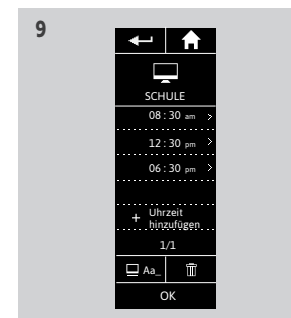 9
SCHULE
08 : 30 am >
12 : 30 pm >
06 : 30 pm >
+ Uhrzeit
hinzufügen
1/1
Aa_
OK